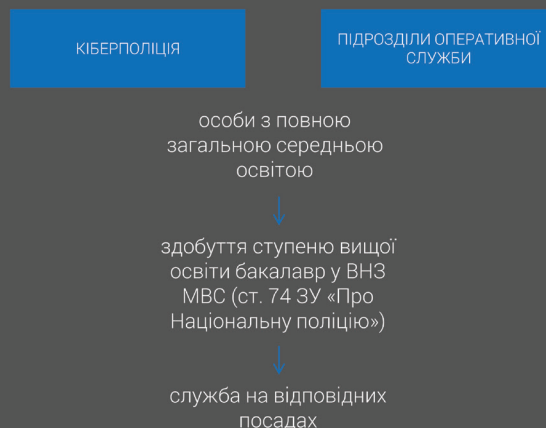 КІБЕРПОЛІЦІЯ
ПІДРОЗДІЛИ ОПЕРАТИВНОЇ
СЛУЖБИ
особи з повною
загальною середньою
освітою
здобуття ступеню вищої
освіти бакалавр у ВНЗ
МВС (ст. 74 ЗУ «Про
Національну поліцію»)
служба на відповідних
посадах